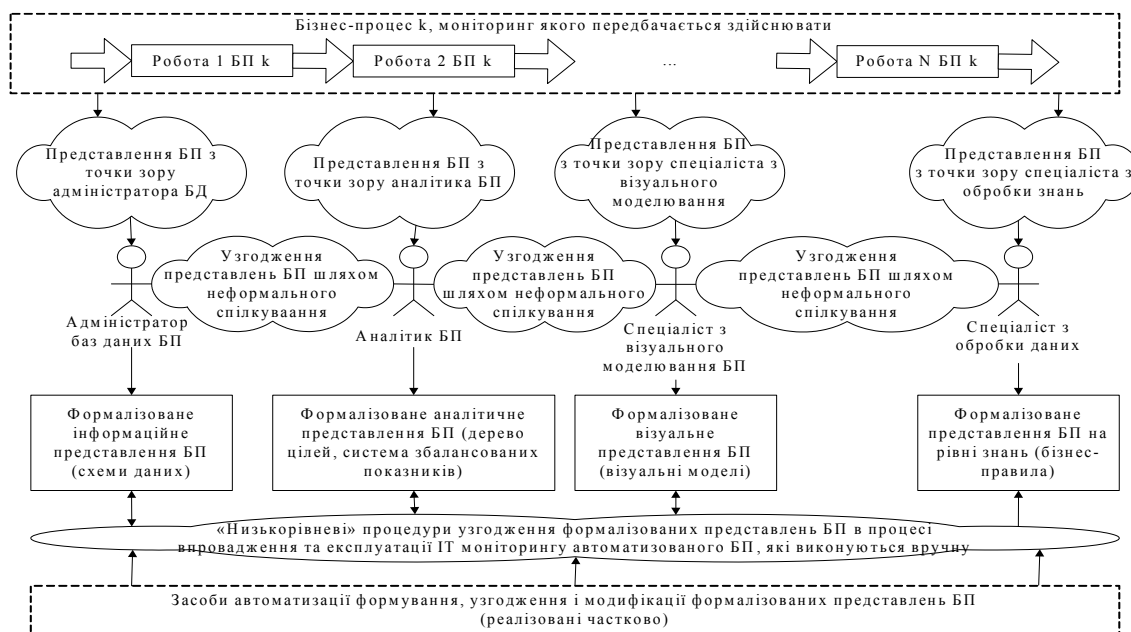 Бізнес-процес k, моніторинг якого передбачається здійснювати
Робота 1 БП k
Робота 2 БП k
...
Робота N БП k
Представлення БП з
точки зору
адміністратора БД
Представлення БП з
точки зору аналітика БП
Представлення БП
з точки зору спеціаліста з
візуального
моделювання
Представлення БП
з точки зору спеціаліста з
обробки знань
Узгодження
представлень БП шляхом
неформального
спілкуваання
Узгодження
представлень БП
шляхом неформального
спілкування
Узгодження
представлень БП шляхом
неформального
спілкування
Адміністратор
баз даних БП
Аналітик БП
Спеціаліст з
візуального
моделювання БП
Спеціаліст з
обробки даних
Формалізоване
інформаційне
представлення БП
(схеми даних)
Формалізоване аналітичне
представлення БП (дерево
цілей, система збалансованих
показників)
Формалізоване
візуальне
представлення БП
(візуальні моделі)
Формалізоване
представлення БП на
рівні знань (бізнес-
правила)
«Низькорівневі» процедури узгодження формалізованих представлень БП в процесі
впровадження та експлуатації ІТ моніторингу автоматизованого БП, які виконуються вручну
Засоби автоматизації формування, узгодження і модифікації формалізованих представлень БП
(реалізовані частково)